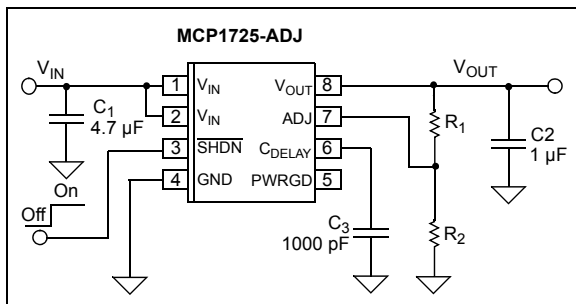 MCP1725-ADJ
V_IN
C_1
4.7 µF
On
Off
1 V_IN
2 V_IN
3 SHDN
4 GND
V_OUT 8
ADJ 7
C_DELAY 6
PWRGD 5
V_OUT
R_1
C2
1 µF
C_3
1000 pF
R_2